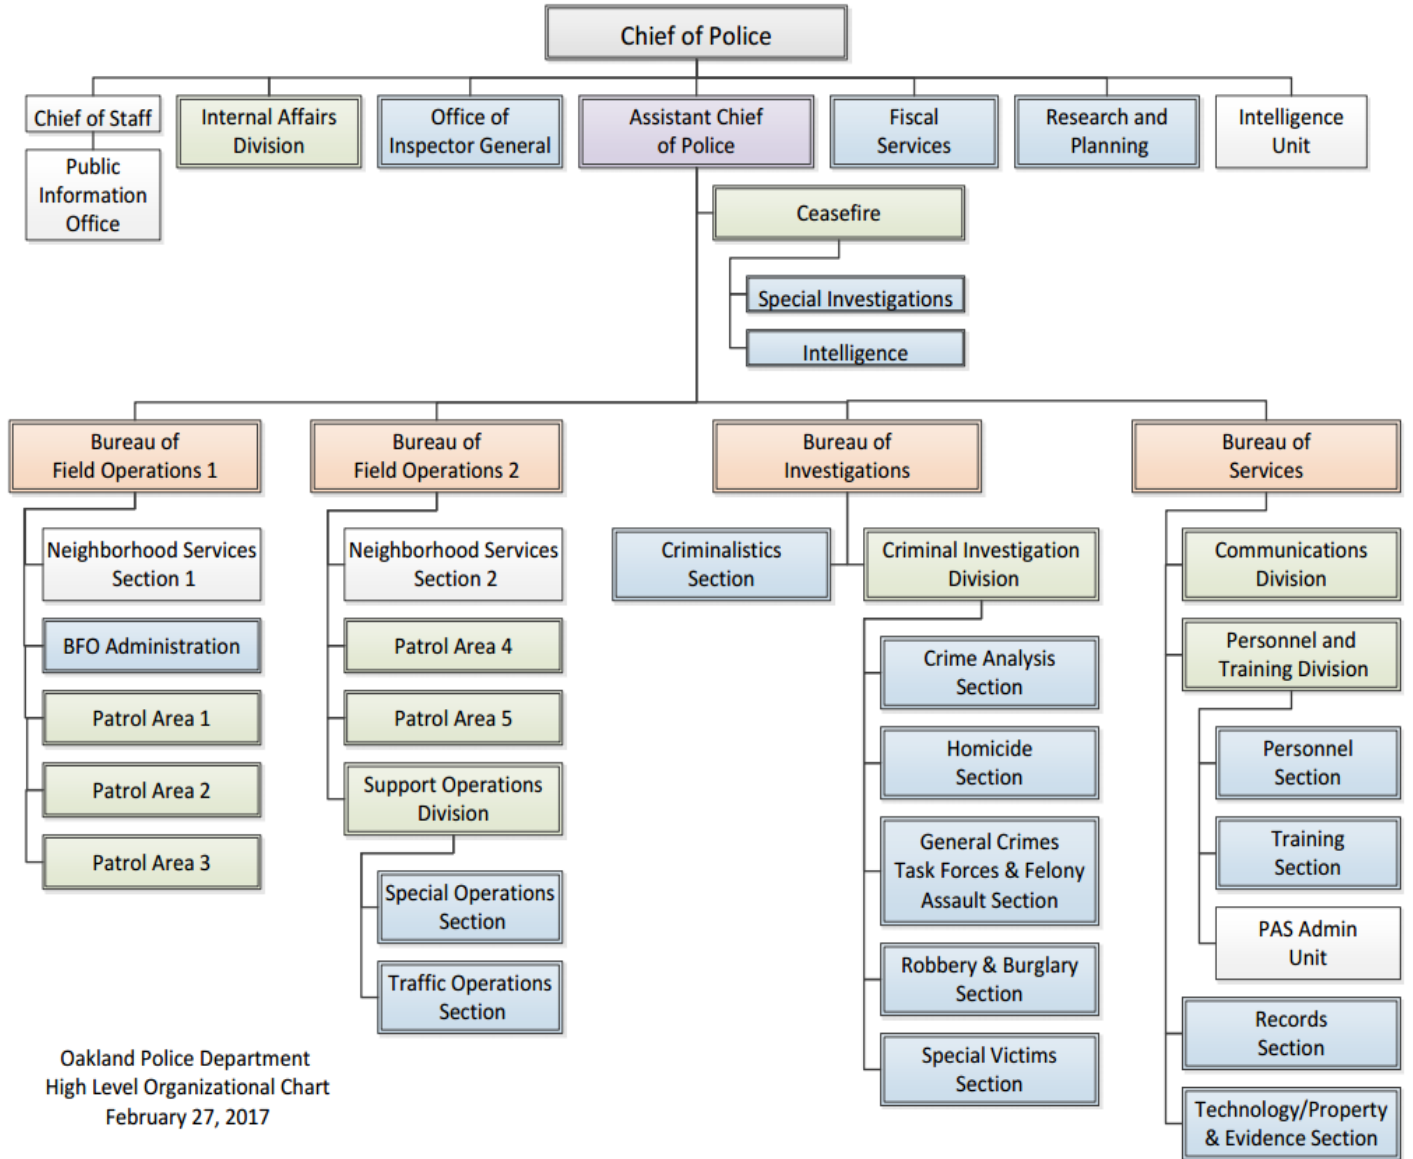 Chief of Police
Chief of Staff
Public
Information
Office
Internal Affairs
Division
Office of
Inspector General
Assistant Chief
of Police
Fiscal
Services
Research and
Planning
Intelligence
Unit
Ceasefire
Special Investigations
Intelligence
Bureau of
Field Operations 1
Neighborhood Services
Section 1
BFO Administration
Patrol Area 1
Patrol Area 2
Patrol Area 3
Bureau of
Field Operations 2
Neighborhood Services
Section 2
Patrol Area 4
Patrol Area 5
Support Operations
Division
Special Operations
Section
Traffic Operations
Section
Bureau of
Investigations
Criminalistics
Section
Criminal Investigation
Division
Crime Analysis
Section
Homicide
Section
General Crimes
Task Forces & Felony
Assault Section
Robbery & Burglary
Section
Special Victims
Section
Bureau of
Services
Communications
Division
Personnel and
Training Division
Personnel
Section
Training
Section
PAS Admin
Unit
Records
Section
Technology/Property
& Evidence Section
Oakland Police Department
High Level Organizational Chart
February 27, 2017